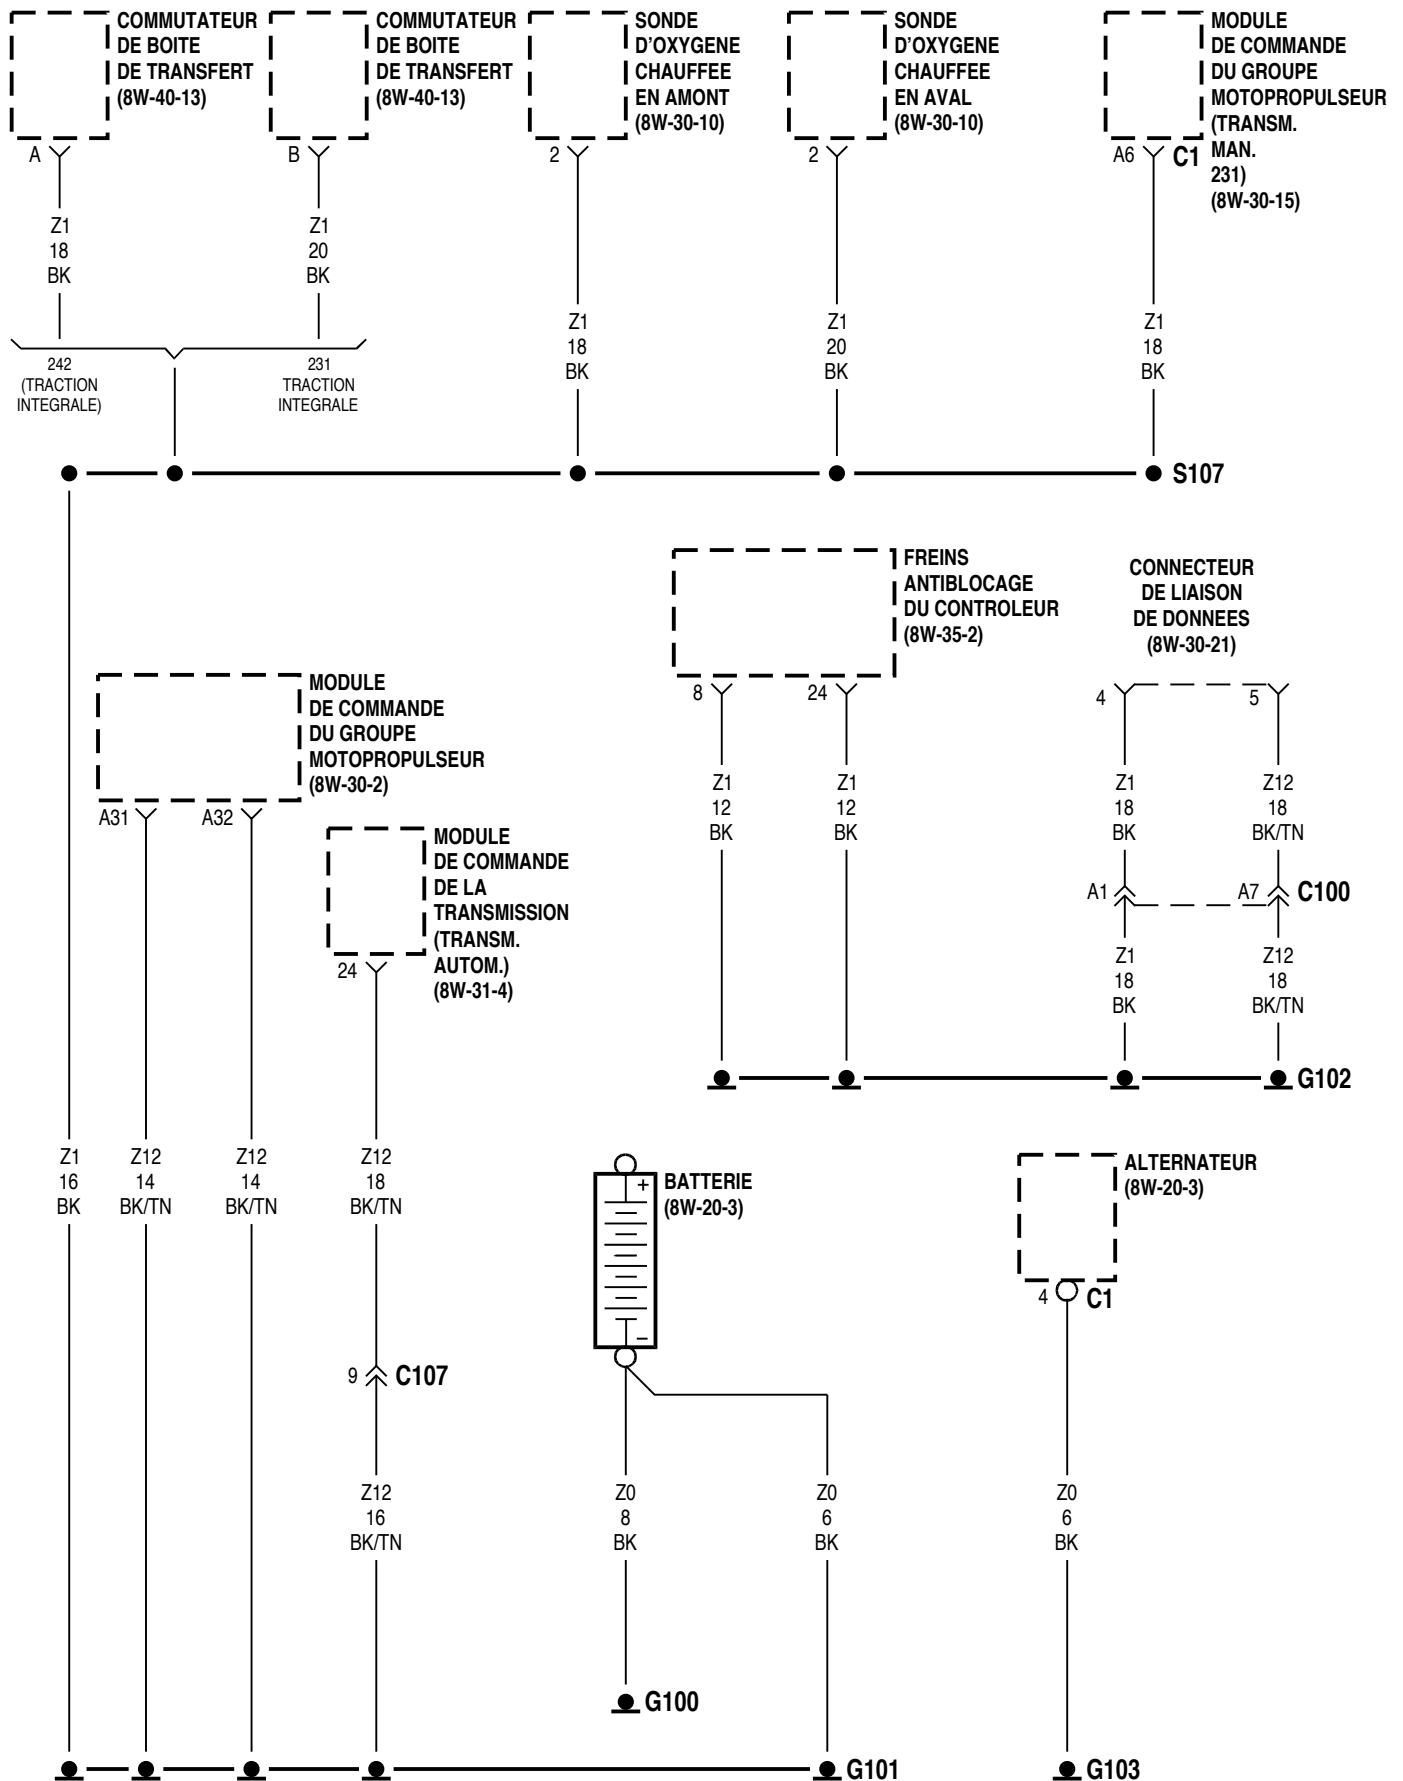 COMMUTATEUR
DE BOITE
DE TRANSFERT
(8W-40-13)
COMMUTATEUR
DE BOITE
DE TRANSFERT
(8W-40-13)
SONDE
D'OXYGENE
CHAUFFEE
EN AMONT
(8W-30-10)
SONDE
D'OXYGENE
CHAUFFEE
EN AVAL
(8W-30-10)
MODULE
DE COMMANDE
DU GROUPE
MOTOPROPULSEUR
(TRANSM.
MAN.
231)
(8W-30-15)
A
B
2
2
A6
C1
Z1
18
BK
Z1
20
BK
Z1
18
BK
Z1
20
BK
Z1
18
BK
242
(TRACTION
INTEGRALE)
231
TRACTION
INTEGRALE
S107
FREINS
ANTIBLOCAGE
DU CONTROLEUR
(8W-35-2)
CONNECTEUR
DE LIAISON
DE DONNEES
(8W-30-21)
8
24
4
5
Z1
12
BK
Z1
12
BK
Z1
18
BK
Z12
18
BK/TN
A1
A7
C100
Z1
18
BK
Z12
18
BK/TN
G102
MODULE
DE COMMANDE
DU GROUPE
MOTOPROPULSEUR
(8W-30-2)
A31
A32
MODULE
DE COMMANDE
DE LA
TRANSMISSION
(TRANSM.
AUTOM.)
(8W-31-4)
24
Z1
16
BK
Z12
14
BK/TN
Z12
14
BK/TN
Z12
18
BK/TN
9
C107
Z12
16
BK/TN
+
BATTERIE
(8W-20-3)
–
ALTERNATEUR
(8W-20-3)
4
C1
Z0
8
BK
Z0
6
BK
Z0
6
BK
G100
G101
G103